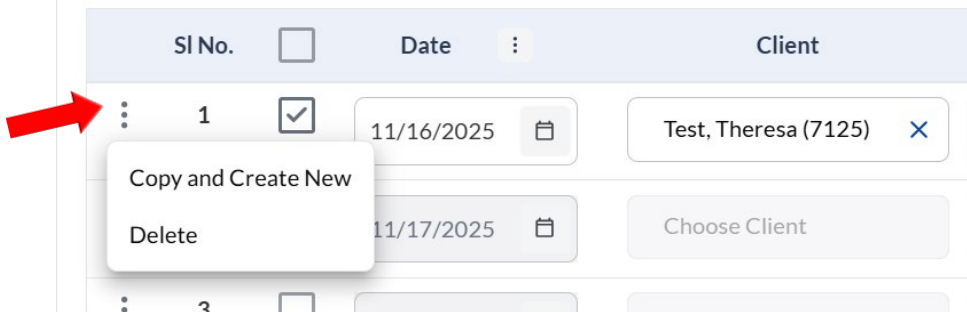 Sl No. Date Client
1 11/16/2025 Test, Theresa (7125)
Copy and Create New
11/17/2025 Choose Client
Delete
3